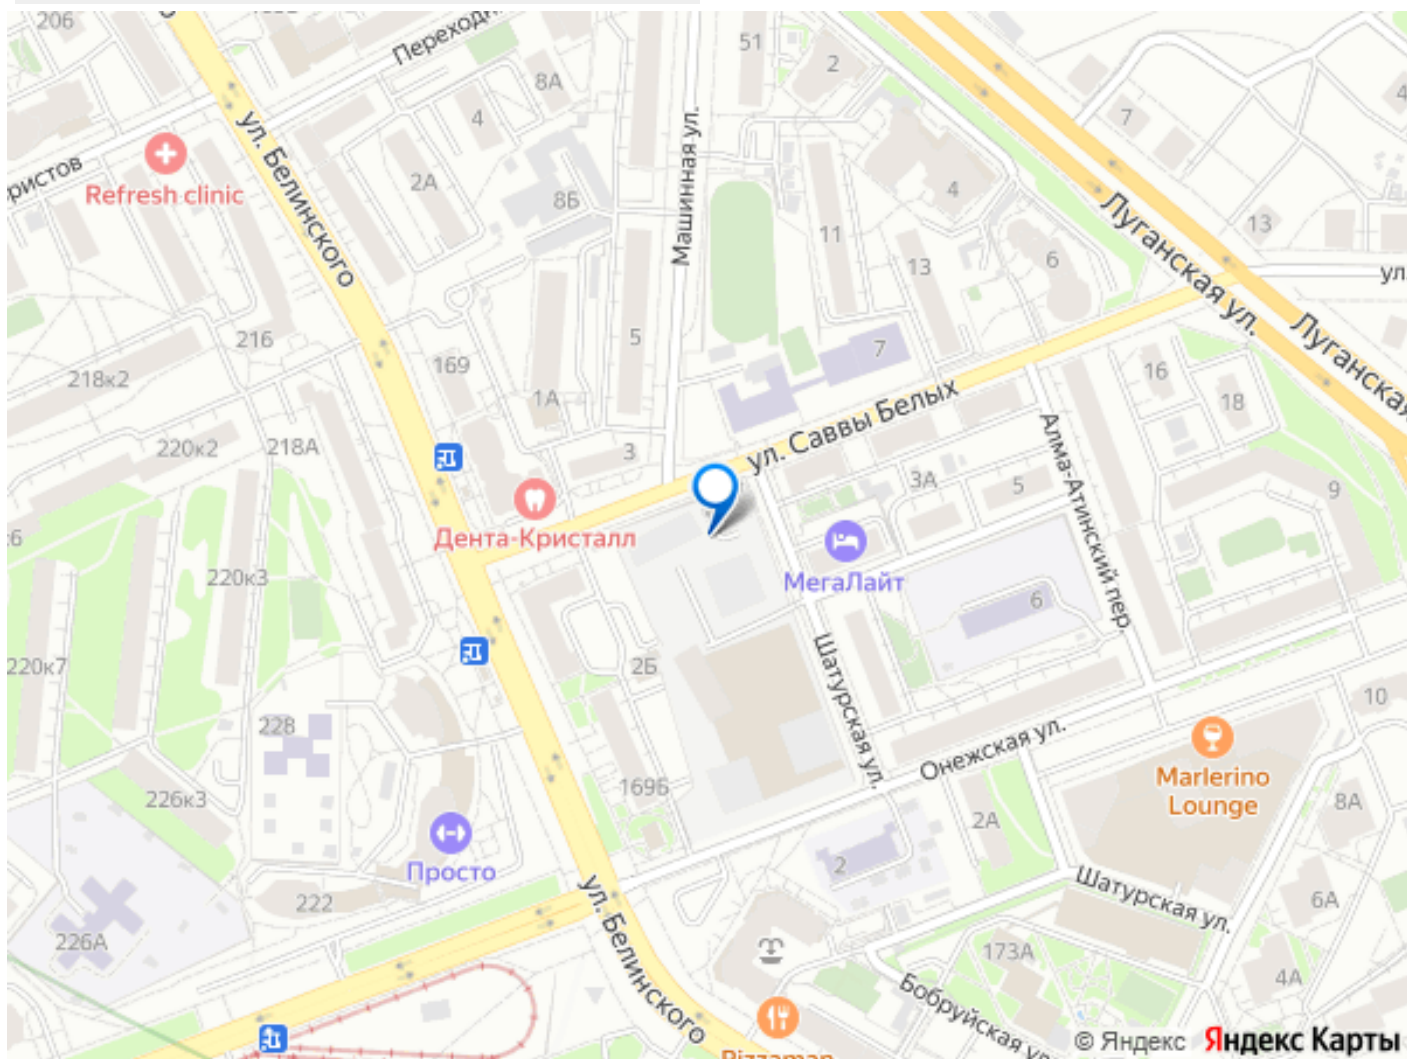 206
Переходн
51
2
8А
4
7
4
ул. Белинского
ристов
Refresh clinic
2А
8Б
Машинная ул.
4
11
13
6
13
ул.
Луганская ул.
Луганская
216
218к2
169
5
7
1А
16
18
220к2
218А
3
ул. Саввы Белых
3А
5
9
Алма-Атинский пер.
Дента-Кристалл
МегаЛайт
220к3
6
220к7
2Б
Шатурская ул.
228
10
Онежская ул.
Marlerino
Lounge
226к3
169Б
2А
8А
Просто
2
222
Шатурская ул.
6А
226А
ул. Белинского
173А
4А
Бобруйская ул.
Pizzaman
© Яндекс Яндекс Карты